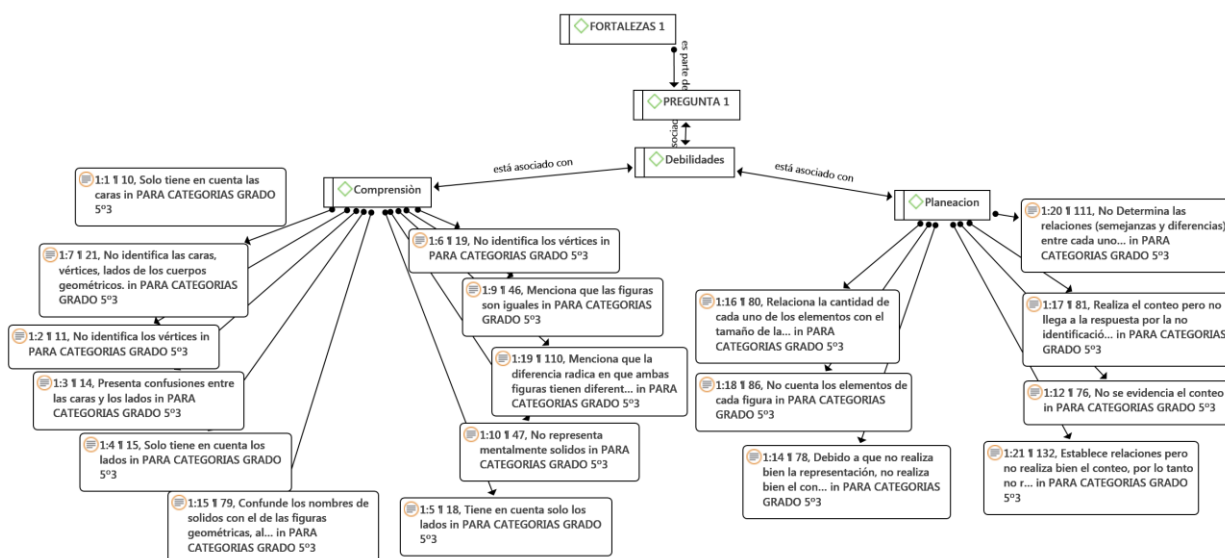 FORTALEZAS 1
es parte de
PREGUNTA 1
asociac
Debilidades
está asociado con
está asociado con
Comprensiòn
Planeacion
1:1 ¶ 10, Solo tiene en cuenta las
caras in PARA CATEGORIAS GRADO
5º3
1:7 ¶ 21, No identifica las caras,
vértices, lados de los cuerpos
geométricos. in PARA CATEGORIAS
GRADO 5º3
1:2 ¶ 11, No identifica los vértices in
PARA CATEGORIAS GRADO 5º3
1:3 ¶ 14, Presenta confusiones entre
las caras y los lados in PARA
CATEGORIAS GRADO 5º3
1:4 ¶ 15, Solo tiene en cuenta los
lados in PARA CATEGORIAS GRADO
5º3
1:15 ¶ 79, Confunde los nombres de
solidos con el de las figuras
geométricas, al... in PARA
CATEGORIAS GRADO 5º3
1:6 ¶ 19, No identifica los vértices in
PARA CATEGORIAS GRADO 5º3
1:9 ¶ 46, Menciona que las figuras
son iguales in PARA CATEGORIAS
GRADO 5º3
1:19 ¶ 110, Menciona que la
diferencia radica en que ambas
figuras tienen diferent... in PARA
CATEGORIAS GRADO 5º3
1:10 ¶ 47, No representa
mentalmente solidos in PARA
CATEGORIAS GRADO 5º3
1:5 ¶ 18, Tiene en cuenta solo los
lados in PARA CATEGORIAS GRADO
5º3
1:16 ¶ 80, Relaciona la cantidad de
cada uno de los elementos con el
tamaño de la... in PARA
CATEGORIAS GRADO 5º3
1:18 ¶ 86, No cuenta los elementos de
cada figura in PARA CATEGORIAS
GRADO 5º3
1:14 ¶ 78, Debido a que no realiza
bien la representación, no realiza
bien el con... in PARA CATEGORIAS
GRADO 5º3
1:20 ¶ 111, No Determina las
relaciones (semejanzas y diferencias)
entre cada uno... in PARA
CATEGORIAS GRADO 5º3
1:17 ¶ 81, Realiza el conteo pero no
llega a la respuesta por la no
identificació... in PARA CATEGORIAS
GRADO 5º3
1:12 ¶ 76, No se evidencia el conteo
in PARA CATEGORIAS GRADO 5º3
1:21 ¶ 132, Establece relaciones
pero no realiza bien el conteo, por lo tanto
no r... in PARA CATEGORIAS GRADO
5º3